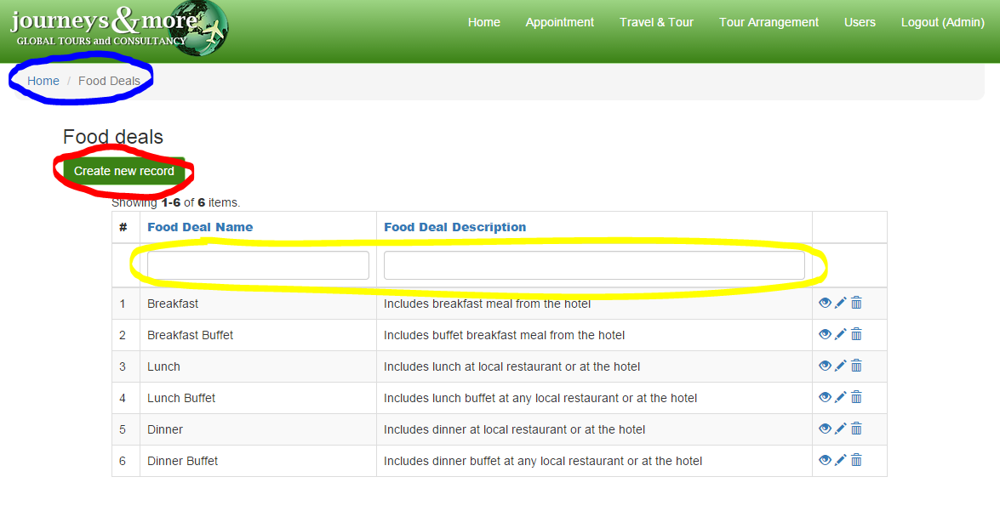 journeys&more
GLOBAL TOURS and CONSULTANCY
Home Appointment Travel & Tour Tour Arrangement Users Logout (Admin)
Home / Food Deals
Food deals
Create new record
Showing 1-6 of 6 items.
# Food Deal Name Food Deal Description
1 Breakfast Includes breakfast meal from the hotel
2 Breakfast Buffet Includes buffet breakfast meal from the hotel
3 Lunch Includes lunch at local restaurant or at the hotel
4 Lunch Buffet Includes lunch buffet at any local restaurant or at the hotel
5 Dinner Includes dinner at local restaurant or at the hotel
6 Dinner Buffet Includes dinner buffet at any local restaurant or at the hotel